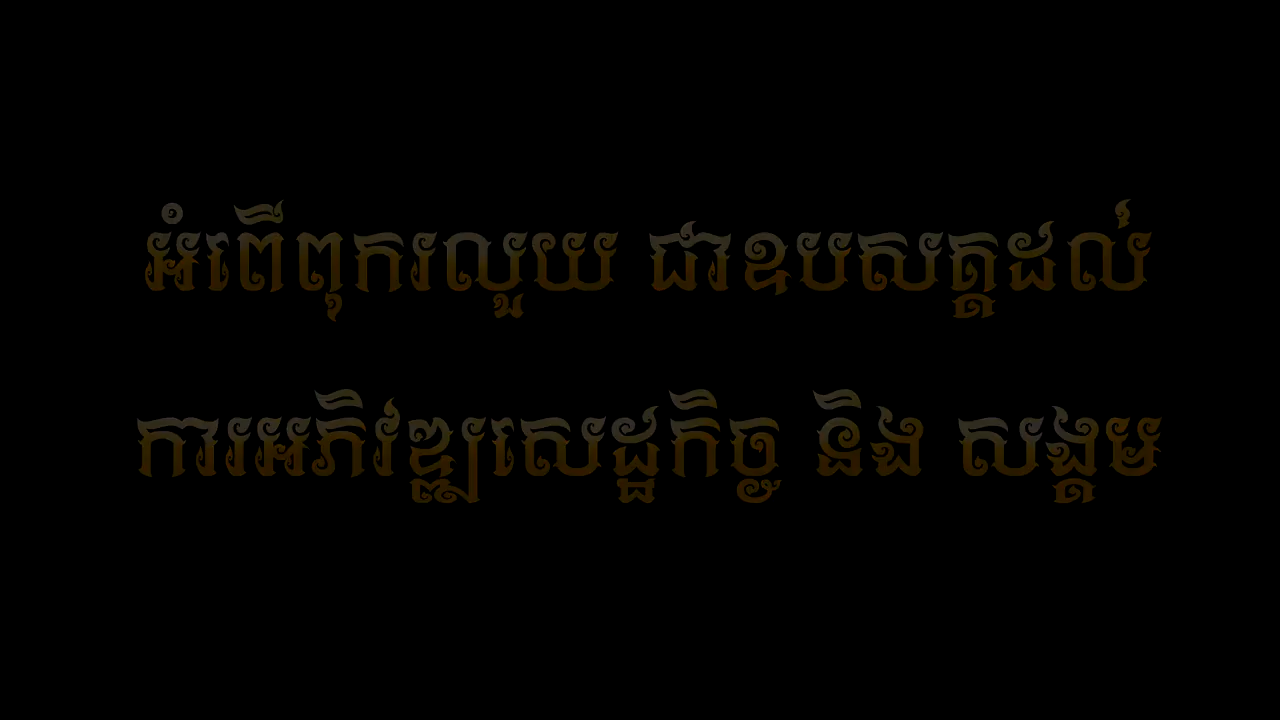 អំពើពុករលួយ ជាឧបសគ្គដល់
ការអភិវឌ្ឍសេដ្ឋកិច្ច និង សង្គម